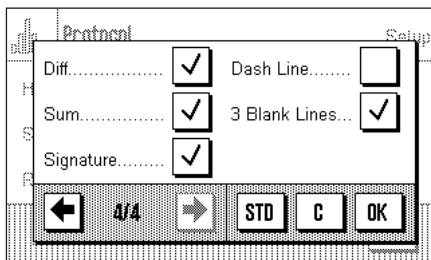 Protocol Setup
Diff................. Dash Line........
Sum................ 3 Blank Lines...
Signature.........
4/4 STD C OK